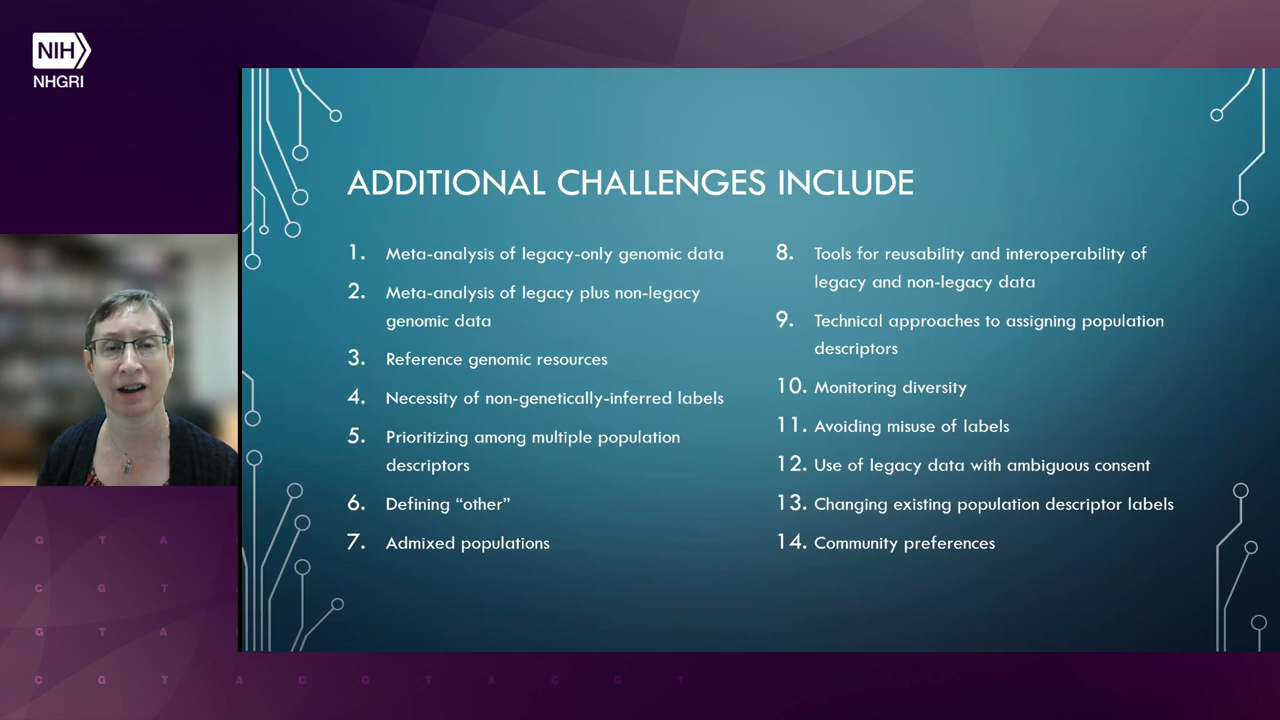 NIH
NHGRI
ADDITIONAL CHALLENGES INCLUDE
1. Meta-analysis of legacy-only genomic data
2. Meta-analysis of legacy plus non-legacy
genomic data
3. Reference genomic resources
4. Necessity of non-genetically-inferred labels
5. Prioritizing among multiple population
descriptors
6. Defining “other”
7. Admixed populations
8. Tools for reusability and interoperability of
legacy and non-legacy data
9. Technical approaches to assigning population
descriptors
10. Monitoring diversity
11. Avoiding misuse of labels
12. Use of legacy data with ambiguous consent
13. Changing existing population descriptor labels
14. Community preferences
G T A
C G T
G T A
C G T A C G T A C G T